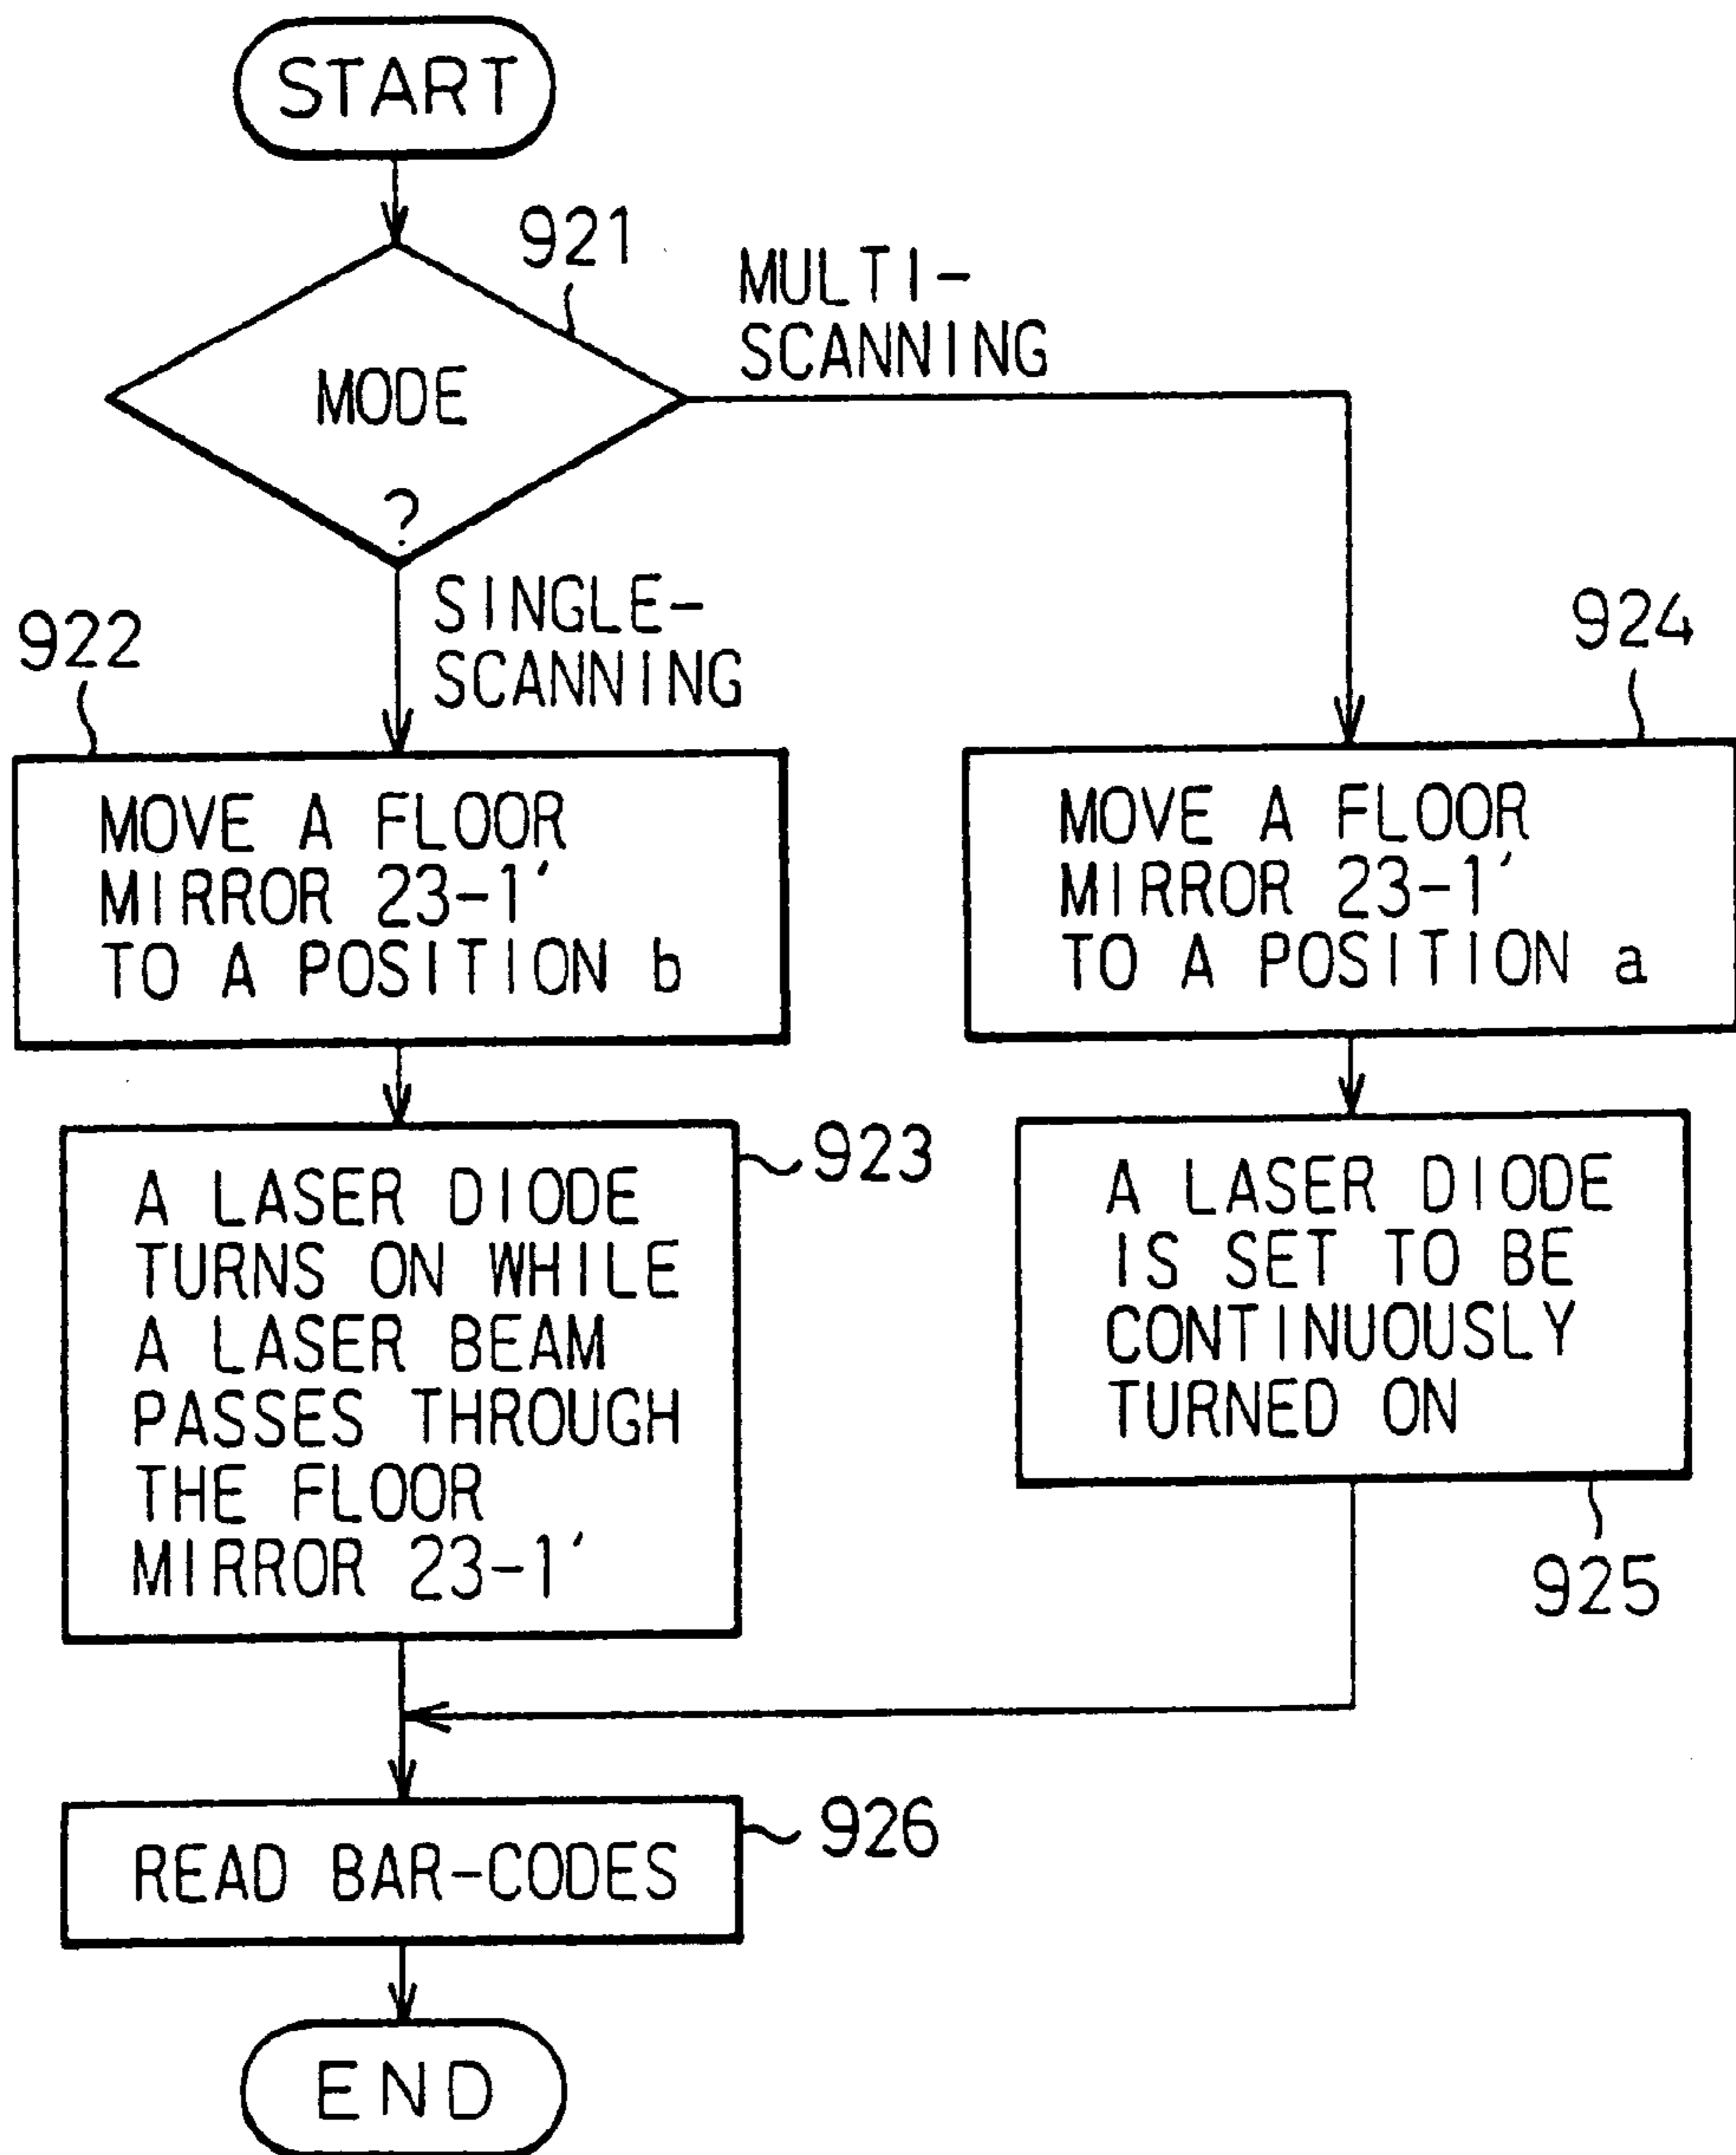 START
921
MULTI-
SCANNING
MODE
?
SINGLE-
SCANNING
922
924
MOVE A FLOOR
MIRROR 23-1′
TO A POSITION b
MOVE A FLOOR
MIRROR 23-1′
TO A POSITION a
923
A LASER DIODE
TURNS ON WHILE
A LASER BEAM
PASSES THROUGH
THE FLOOR
MIRROR 23-1′
A LASER DIODE
IS SET TO BE
CONTINUOUSLY
TURNED ON
925
926
READ BAR-CODES
END